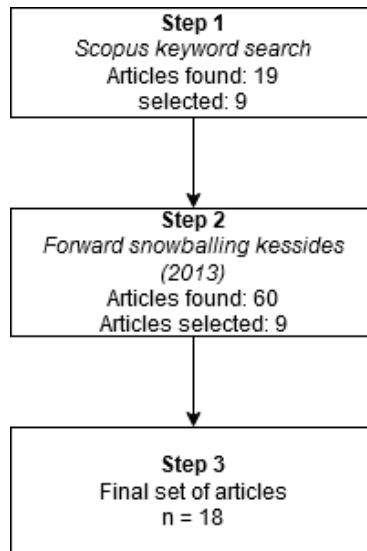 Step 1
Scopus keyword search
Articles found: 19
selected: 9
Step 2
Forward snowballing kessides
(2013)
Articles found: 60
Articles selected: 9
Step 3
Final set of articles
n = 18